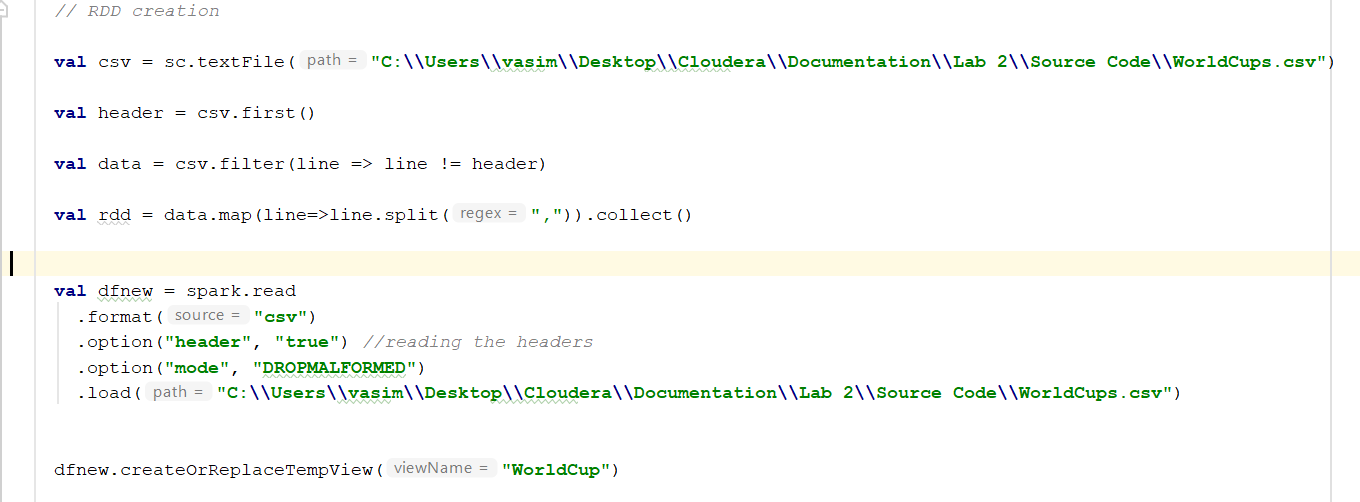 // RDD creation
val csv = sc.textFile( path = "C:\\Users\\vasim\\Desktop\\Cloudera\\Documentation\\Lab 2\\Source Code\\WorldCups.csv")
val header = csv.first()
val data = csv.filter(line => line != header)
val rdd = data.map(line=>line.split( regex = ",")).collect()
val dfnew = spark.read
.format( source = "csv")
.option("header", "true") //reading the headers
.option("mode", "DROPMALFORMED")
.load( path = "C:\\Users\\vasim\\Desktop\\Cloudera\\Documentation\\Lab 2\\Source Code\\WorldCups.csv")
dfnew.createOrReplaceTempView( viewName = "WorldCup")